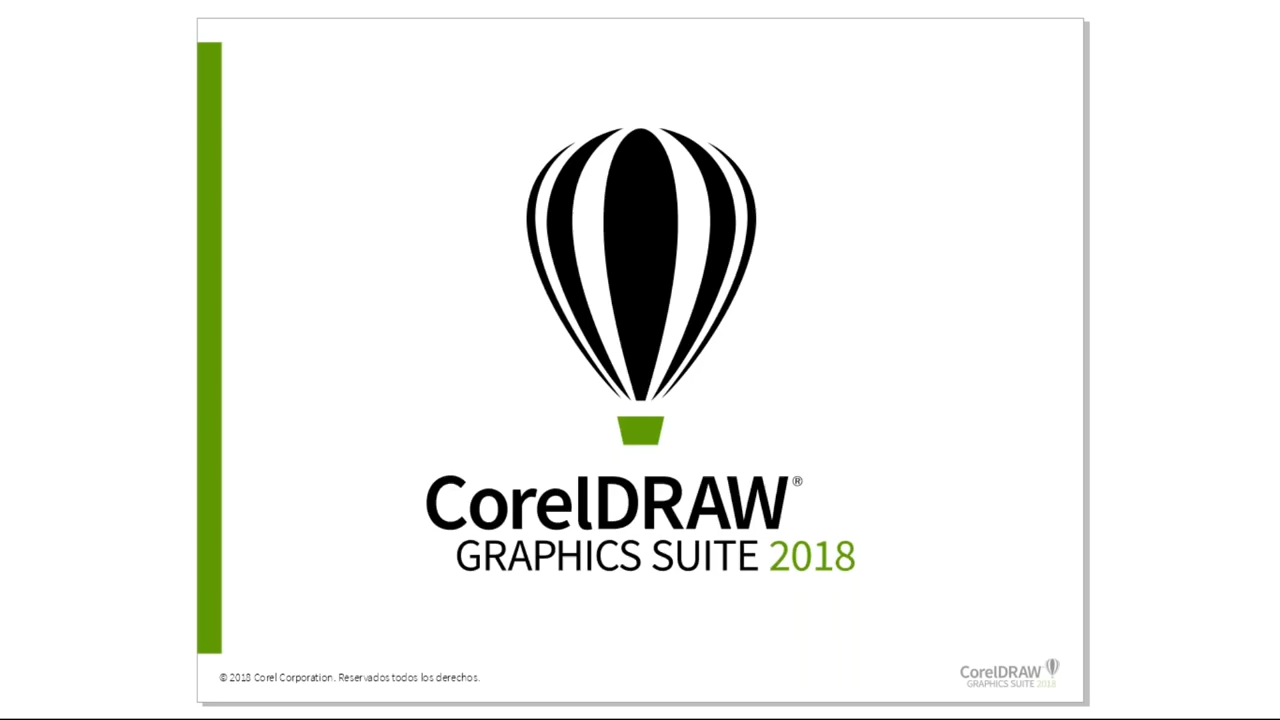 CorelDRAW®
GRAPHICS SUITE 2018
© 2018 Corel Corporation. Reservados todos los derechos.
CorelDRAW
GRAPHICS SUITE 2018